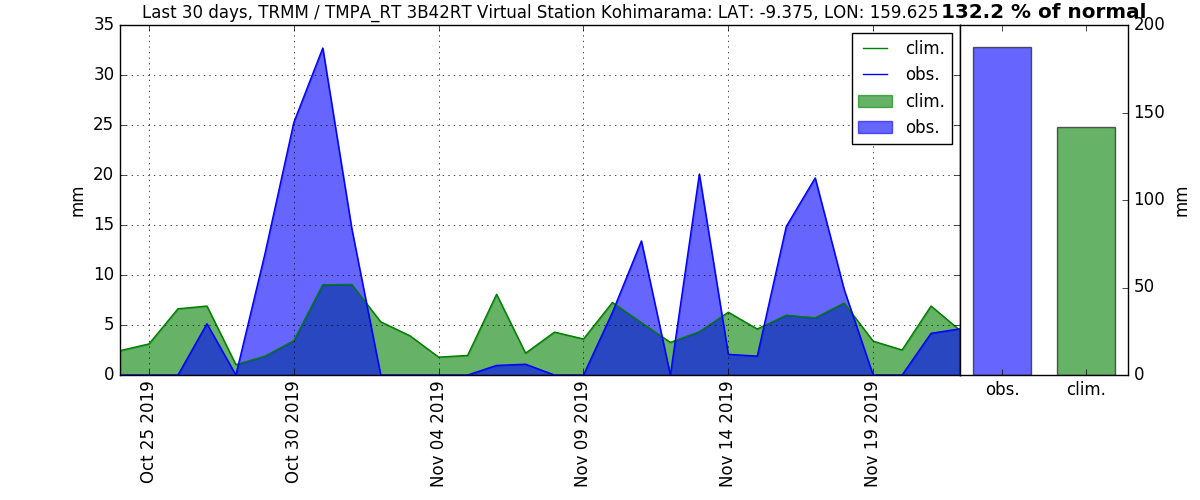 Last 30 days, TRMM / TMPA_RT 3B42RT Virtual Station Kohimarama: LAT: -9.375, LON: 159.625 132.2 % of normal
35
30
25
20
15
10
5
0
mm
clim.
obs.
clim.
obs.
200
150
100
50
0
mm
Oct 25 2019
Oct 30 2019
Nov 04 2019
Nov 09 2019
Nov 14 2019
Nov 19 2019
obs.
clim.